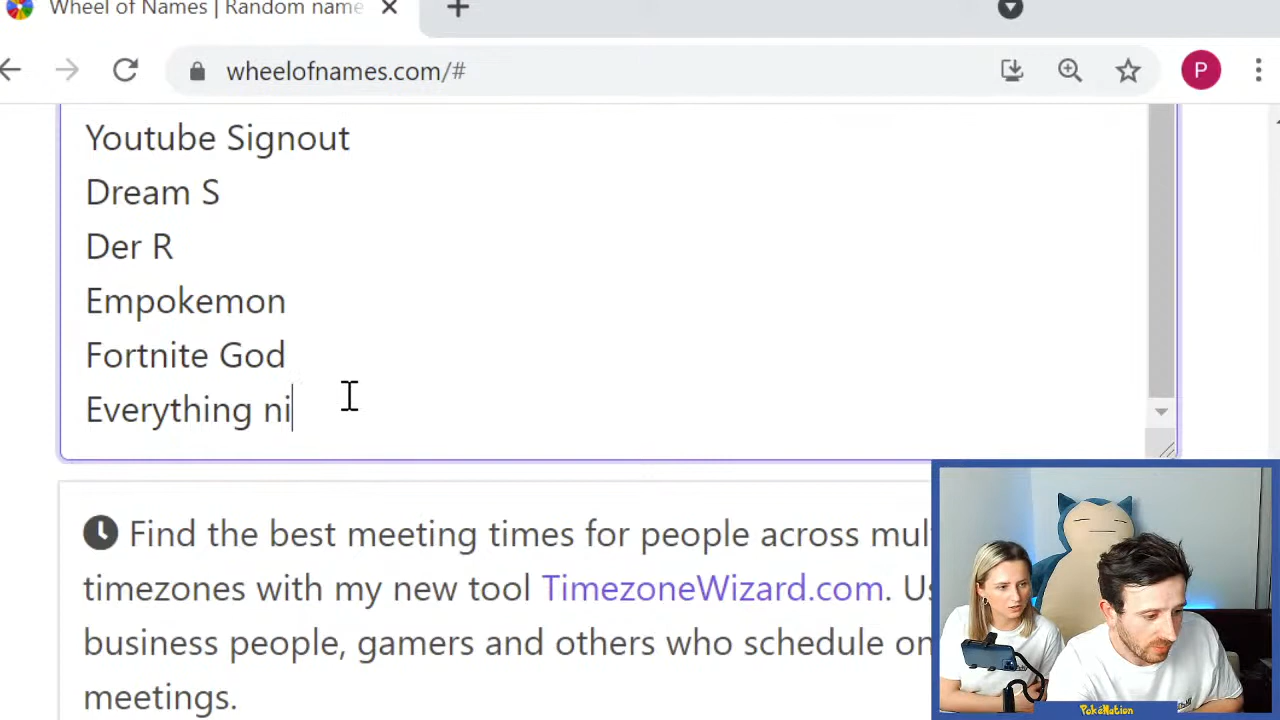 Wheel of Names | Random name
wheelofnames.com/#
P
Youtube Signout
Dream S
Der R
Empokemon
Fortnite God
Everything ni
Find the best meeting times for people across mul
timezones with my new tool TimezoneWizard.com. Us
business people, gamers and others who schedule on
meetings.
PokéNation